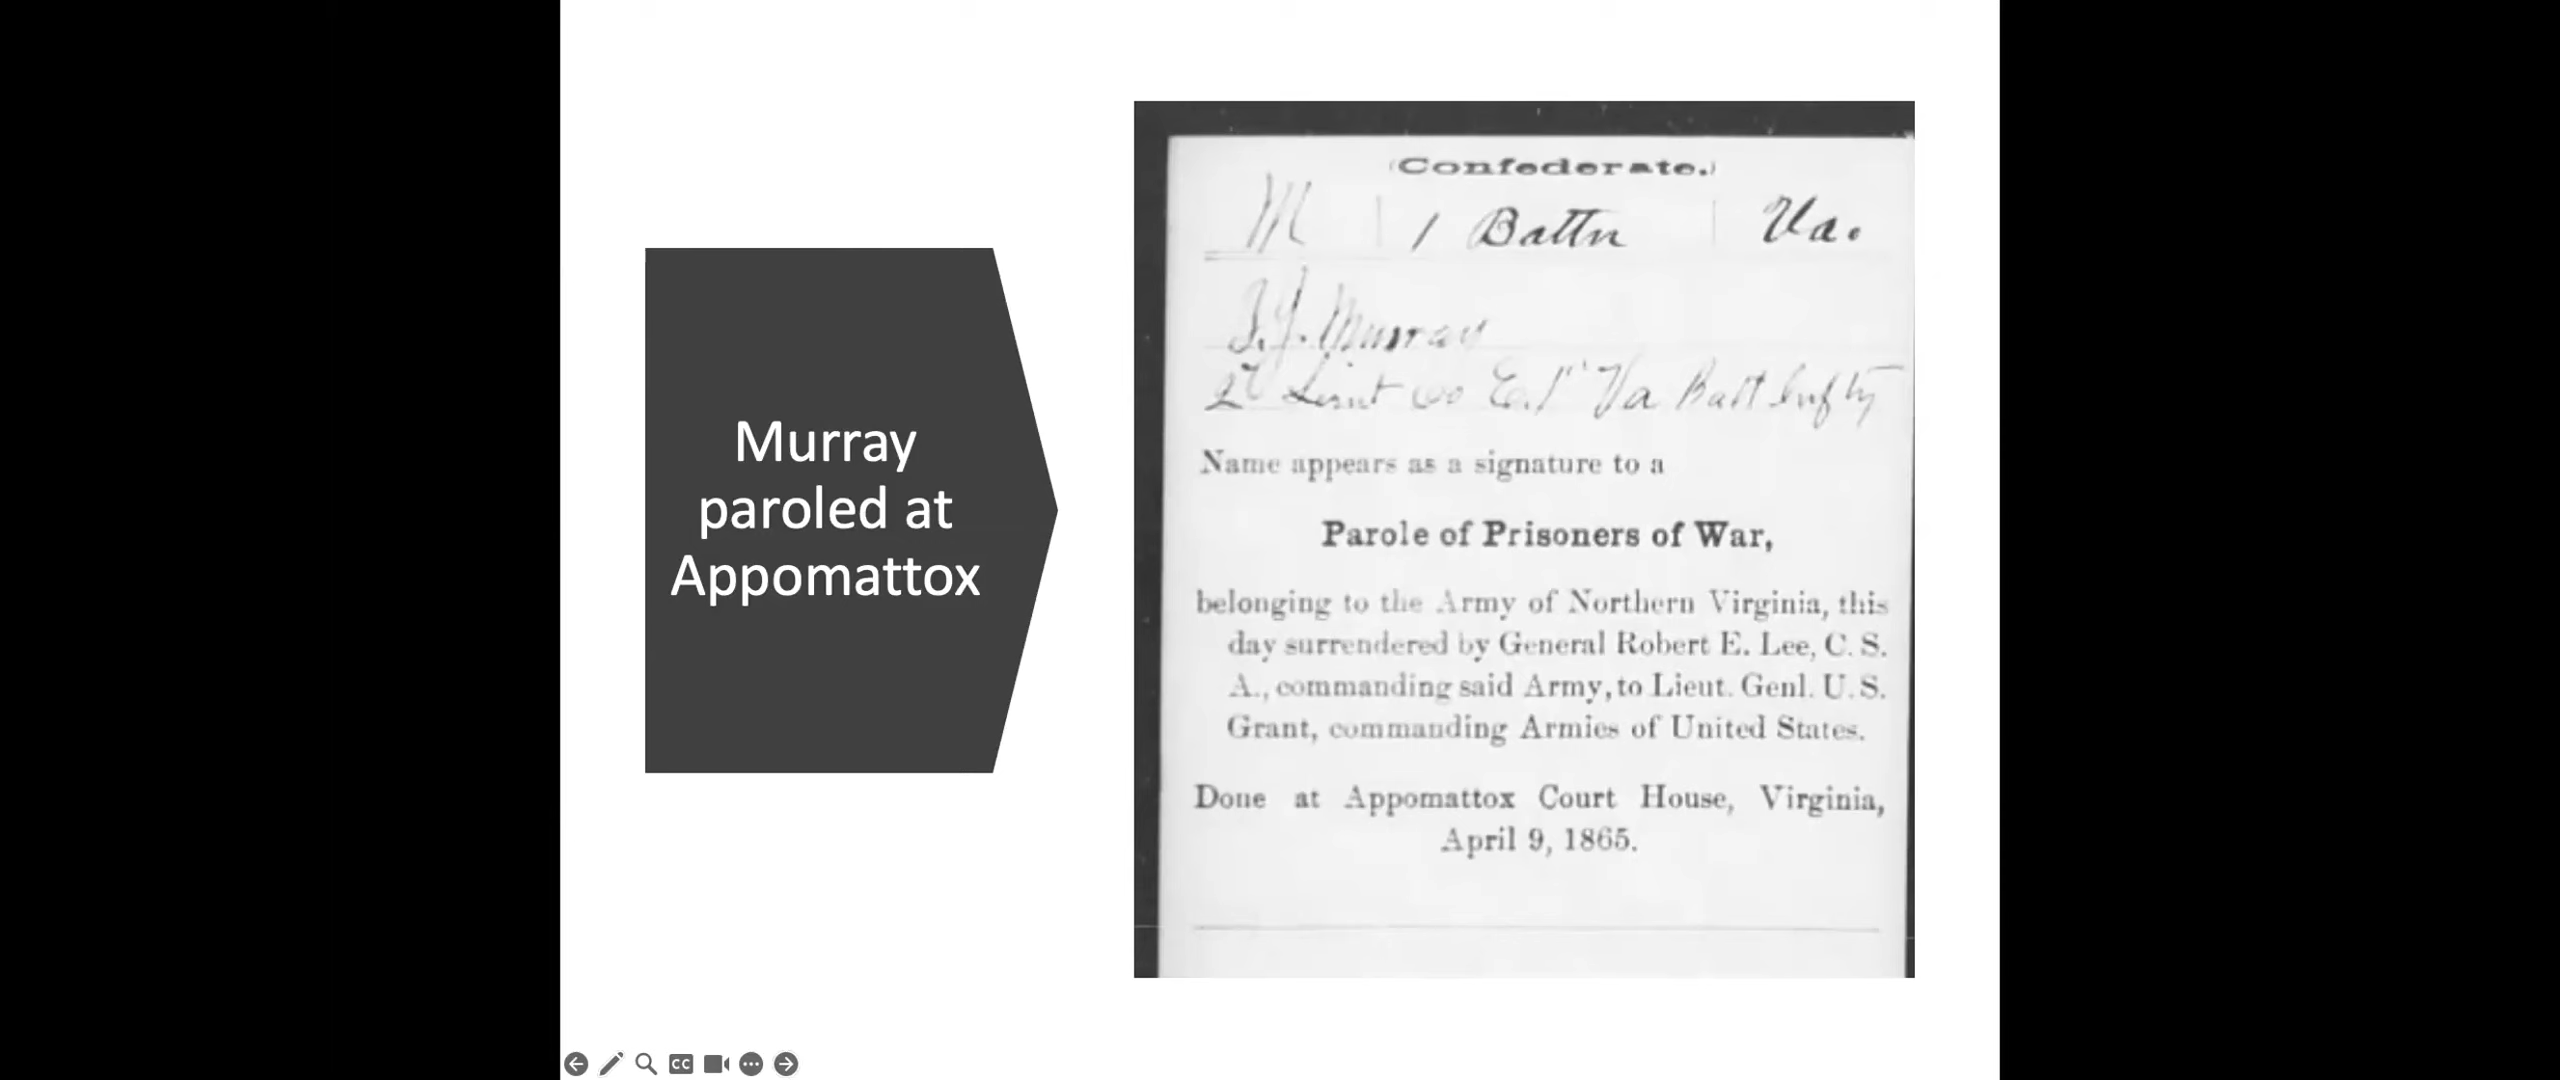 Murray
paroled at
Appomattox
(Confederate.)
M | 1 Battn | Va.
Murray
2d Lieut Co E. 1st Va Batt Infty
Name appears as a signature to a
Parole of Prisoners of War,
belonging to the Army of Northern Virginia, this
day surrendered by General Robert E. Lee, C. S.
A., commanding said Army, to Lieut. Genl. U. S.
Grant, commanding Armies of United States.
Done at Appomattox Court House, Virginia,
April 9, 1865.
CC